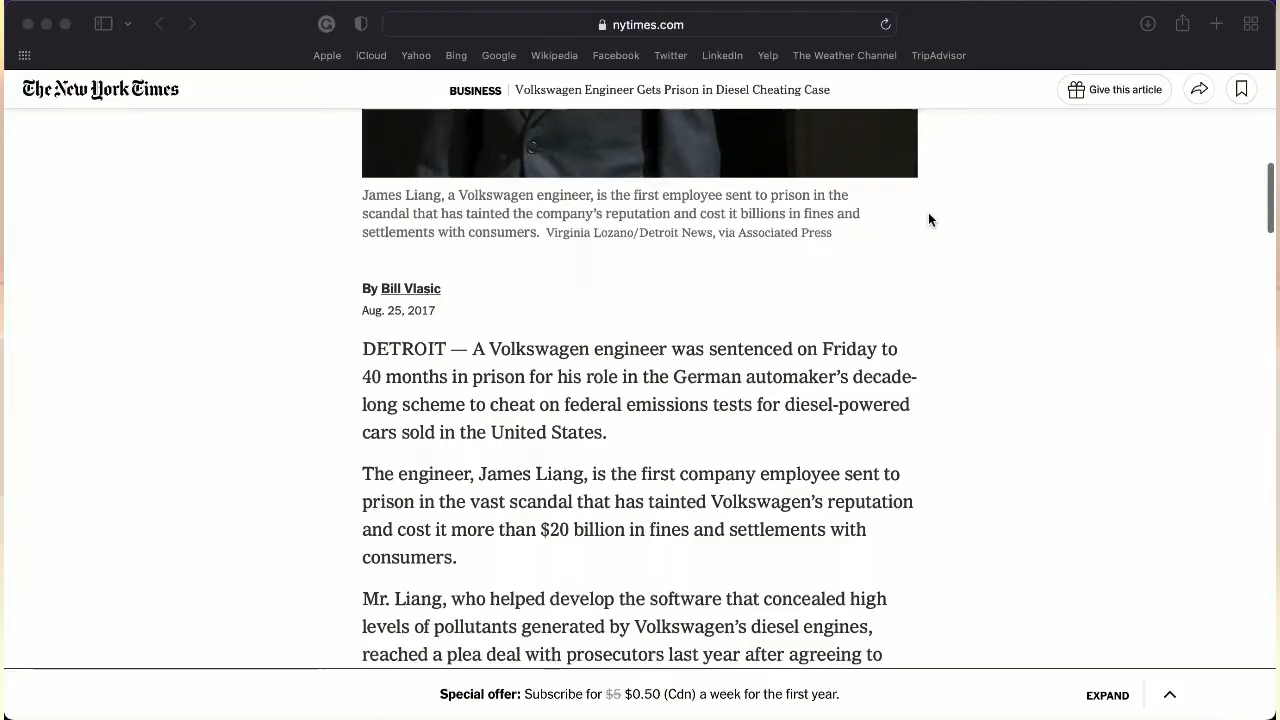 nytimes.com
Apple iCloud Yahoo Bing Google Wikipedia Facebook Twitter LinkedIn Yelp The Weather Channel TripAdvisor
The New York Times
BUSINESS Volkswagen Engineer Gets Prison in Diesel Cheating Case
Give this article
James Liang, a Volkswagen engineer, is the first employee sent to prison in the
scandal that has tainted the company’s reputation and cost it billions in fines and
settlements with consumers. Virginia Lozano/Detroit News, via Associated Press
By Bill Vlasic
Aug. 25, 2017
DETROIT — A Volkswagen engineer was sentenced on Friday to
40 months in prison for his role in the German automaker’s decade-
long scheme to cheat on federal emissions tests for diesel-powered
cars sold in the United States.
The engineer, James Liang, is the first company employee sent to
prison in the vast scandal that has tainted Volkswagen’s reputation
and cost it more than $20 billion in fines and settlements with
consumers.
Mr. Liang, who helped develop the software that concealed high
levels of pollutants generated by Volkswagen’s diesel engines,
reached a plea deal with prosecutors last year after agreeing to
Special offer: Subscribe for $5 $0.50 (Cdn) a week for the first year.
EXPAND